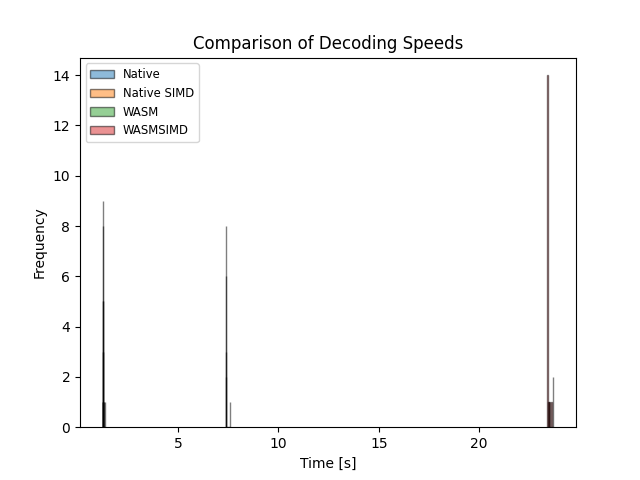 Comparison of Decoding Speeds
Native
Native SIMD
WASM
WASMSIMD
Frequency
14
12
10
8
6
4
2
0
5
10
15
20
Time [s]